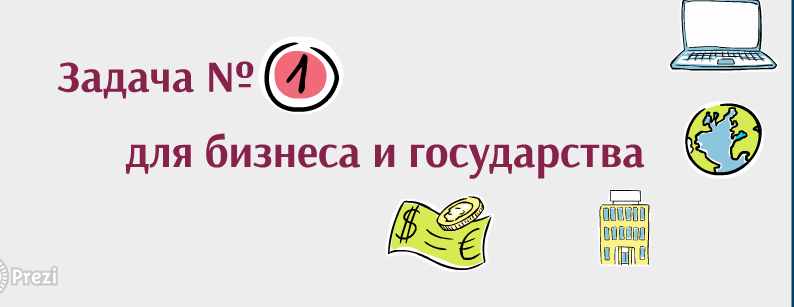 Задача № 1
для бизнеса и государства
$ = €
Prezi